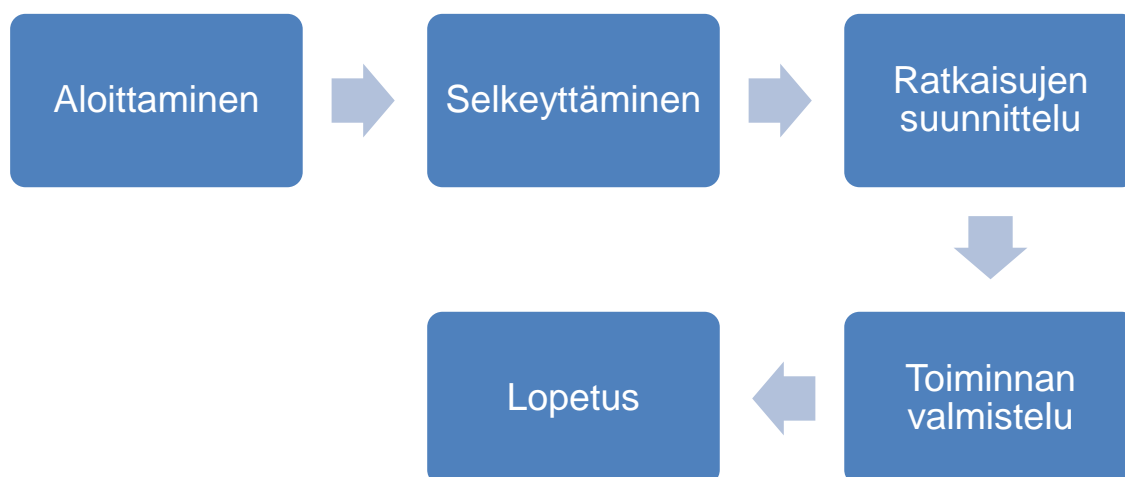 Aloittaminen
Selkeyttäminen
Ratkaisujen
suunnittelu
Toiminnan
valmistelu
Lopetus